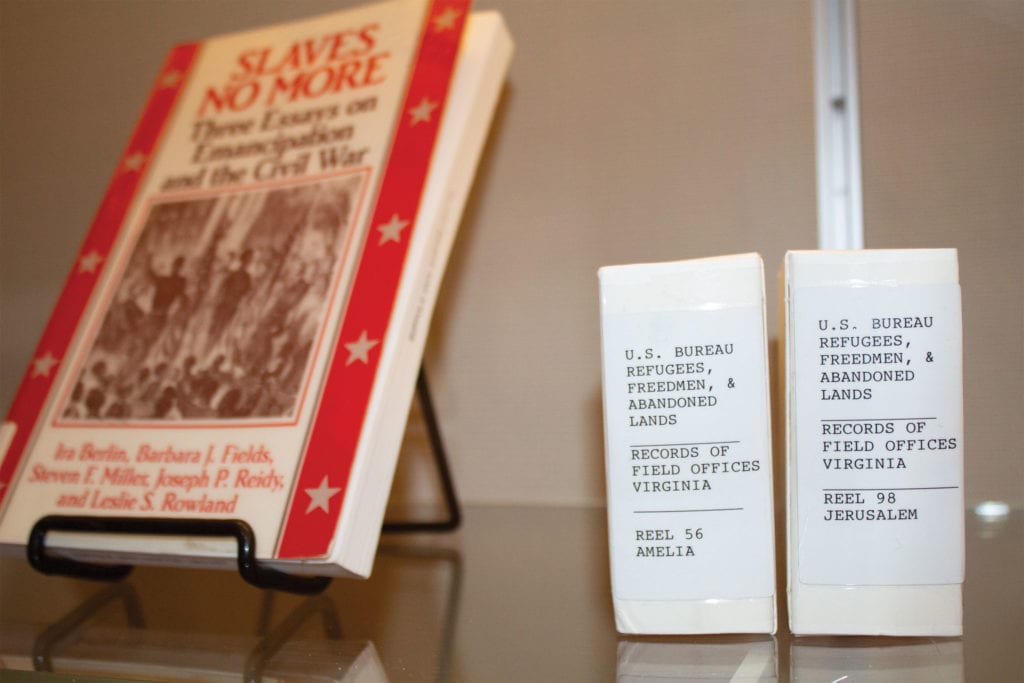 SLAVES
NO MORE
Three Essays on
Emancipation
and the Civil War
Ira Berlin, Barbara J. Fields,
Steven F. Miller, Joseph P. Reidy,
and Leslie S. Rowland
U.S. BUREAU
REFUGEES,
FREEDMEN, &
ABANDONED
LANDS
RECORDS OF
FIELD OFFICES
VIRGINIA
REEL 56
AMELIA
U.S. BUREAU
REFUGEES,
FREEDMEN, &
ABANDONED
LANDS
RECORDS OF
FIELD OFFICES
VIRGINIA
REEL 98
JERUSALEM